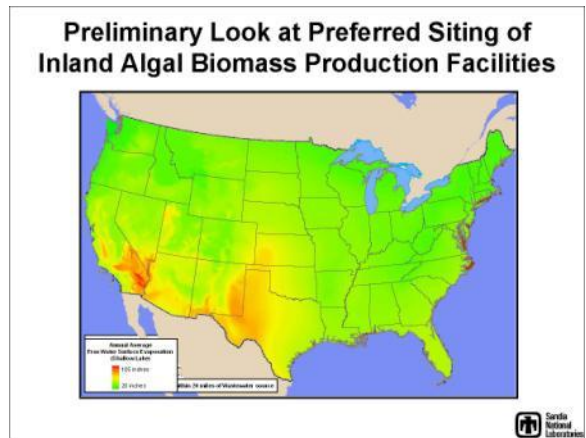 Preliminary Look at Preferred Siting of
Inland Algal Biomass Production Facilities
Annual Average
Free Water Surface Evaporation
(Shallow Lake)
105 inches
20 inches
within 20 miles of Wastewater source
Sandia
National
Laboratories